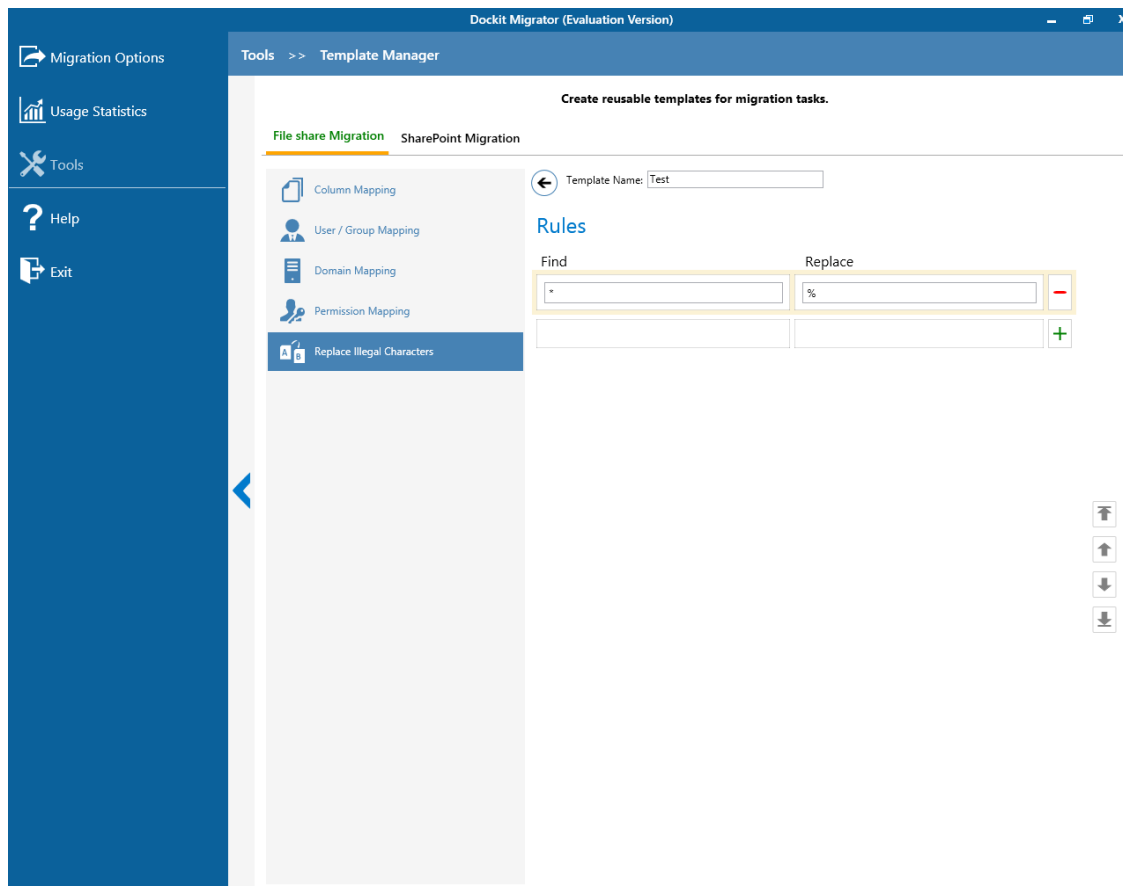 Dockit Migrator (Evaluation Version)
Migration Options
Usage Statistics
Tools
Help
Exit
Tools >> Template Manager
Create reusable templates for migration tasks.
File share Migration SharePoint Migration
Column Mapping
User / Group Mapping
Domain Mapping
Permission Mapping
A B Replace Illegal Characters
Template Name: Test
Rules
Find Replace
* %